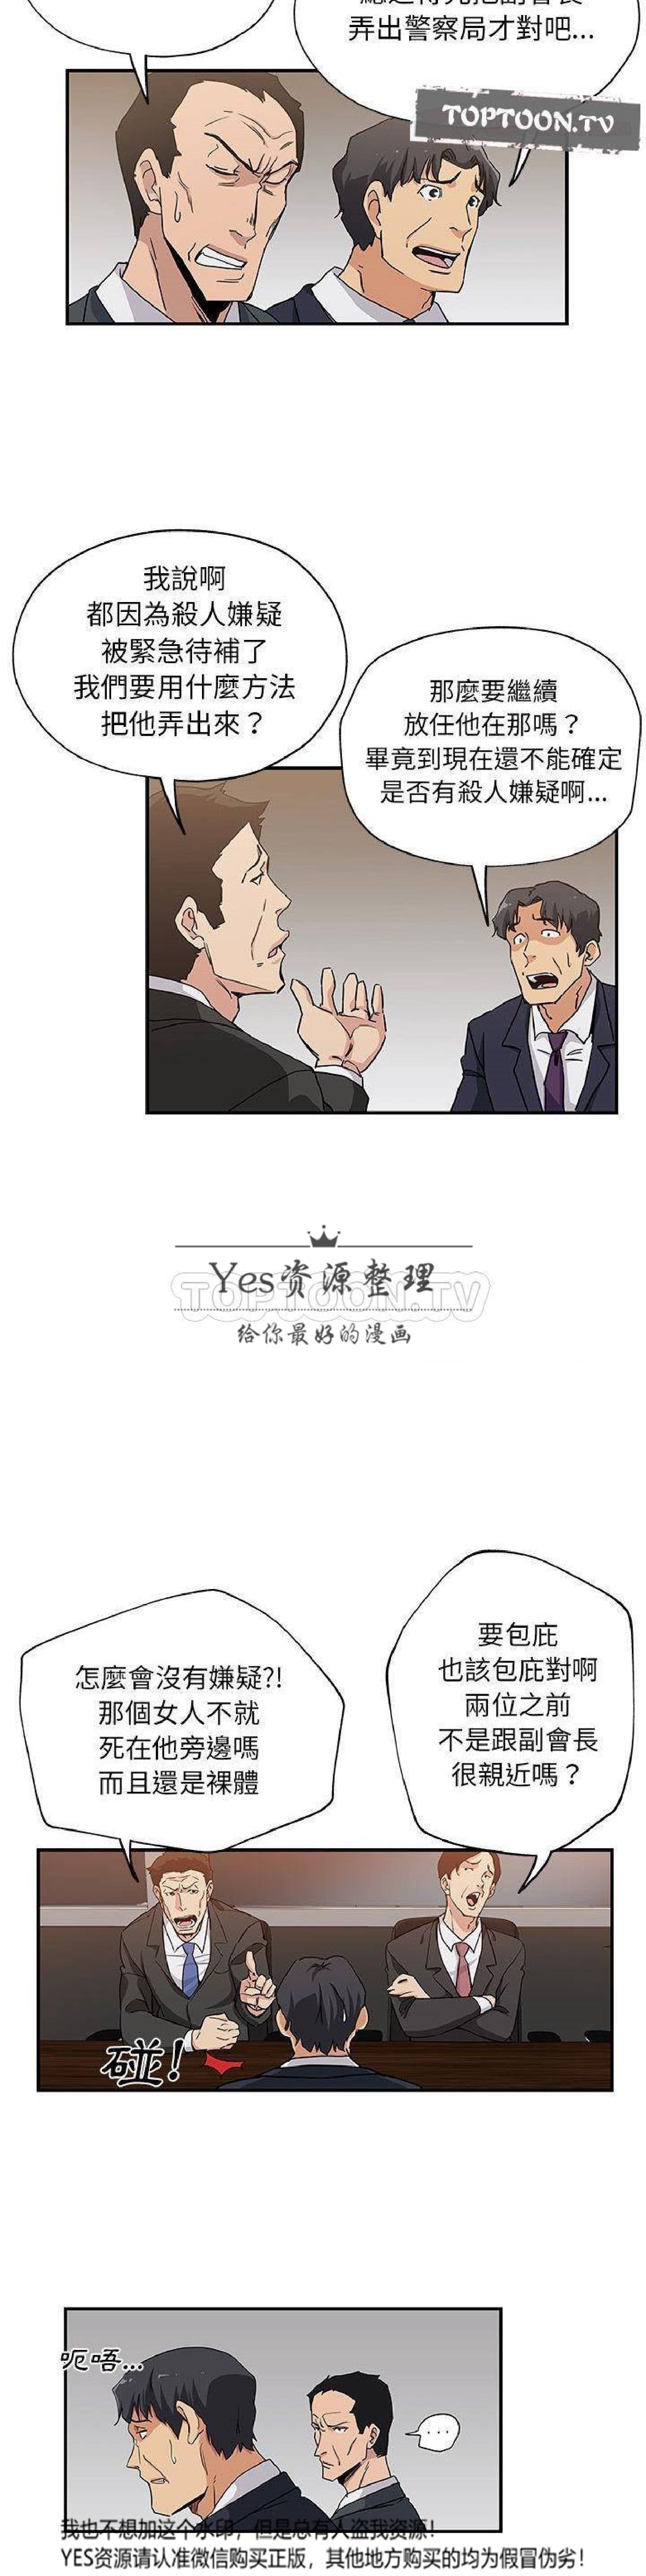 弄出警察局才對吧...
TOPTOON.TV
我說啊
都因為殺人嫌疑
被緊急待補了
我們要用什麼方法
把他弄出來？
那麼要繼續
放任他在那嗎？
畢竟到現在還不能確定
是否有殺人嫌疑啊...
Yes资源整理
TOPTOON.TV
给你最好的漫画
要包庇
也該包庇對啊
兩位之前
不是跟副會長
很親近嗎？
怎麼會沒有嫌疑?!
那個女人不就
死在他旁邊嗎
而且還是裸體
碰！
呃唔...
...
我也不想加这个水印，但是总有人盗我资源！
YES资源请认准微信购买正版，其他地方购买的均为假冒伪劣！